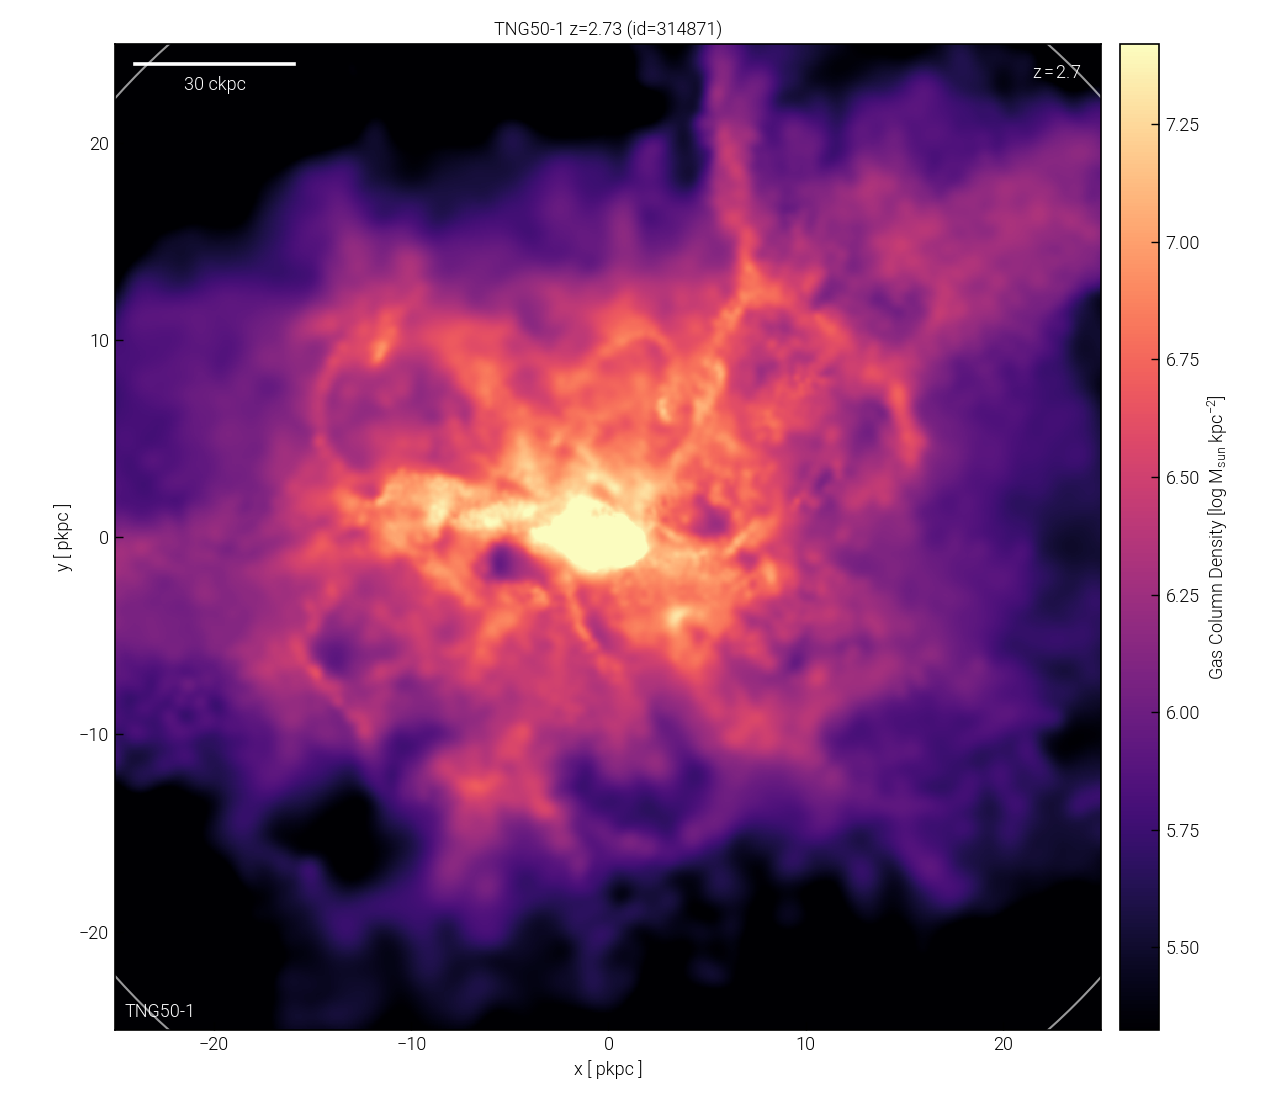 TNG50-1 z=2.73 (id=314871)
30 ckpc
z=2.7
20
10
0
−10
−20
y [ pkpc ]
TNG50-1
−20
−10
0
10
20
x [ pkpc ]
7.25
7.00
6.75
6.50
6.25
6.00
5.75
5.50
Gas Column Density [log M_sun kpc^−2]